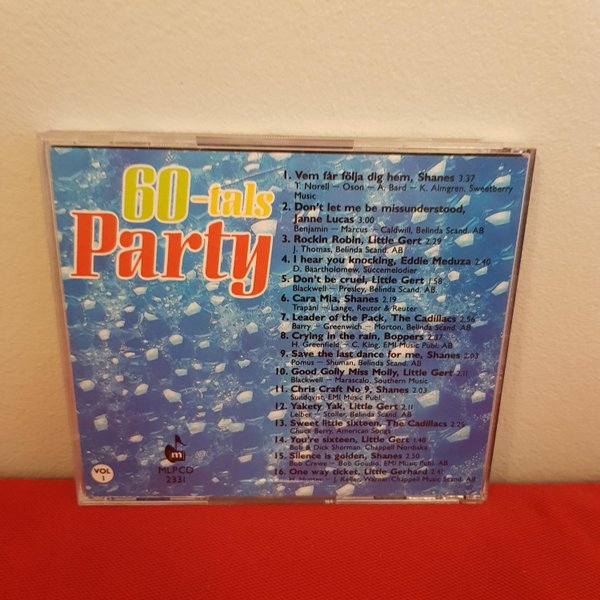 60-tals
Party
1. Vem får följa dig hem, Shanes 3.37
T. Norell – Oson – A. Bard – K. Almgren, Sweetberry
Music
2. Don't let me be missunderstood,
Janne Lucas 3:00
Benjamin – Marcus – Caldwill, Belinda Scand. AB
3. Rockin Robin, Little Gert 2.29
J. Thomas, Belinda Scand. AB
4. I hear you knocking, Eddie Meduza 2.40
D. Baartholomew, Succémelodier
5. Don't be cruel, Little Gert 1.58
Blackwell – Presley, Belinda Scand. AB
6. Cara Mia, Shanes 2.19
Trapani – Lange, Reuter & Reuter
7. Leader of the Pack, The Cadillacs 2.56
Barry – Greenwich – Morton, Belinda Scand. AB
8. Crying in the rain, Boppers 2.37
H. Greenfield – C. King, EMI Music Publ. AB
9. Save the last dance for me, Shanes 2.03
Pomus – Shuman, Belinda Scand. AB
10. Good Golly Miss Molly, Little Gert 2.11
Blackwell – Marascalo, Southern Music
11. Chris Craft No 9, Shanes 2.03
Sundqvist, EMI Music Publ.
12. Yakety Yak, Little Gert 2.11
Leiber – Stoller, Belinda Scand. AB
13. Sweet little sixteen, The Cadillacs 2.25
Chuck Berry, American Songs
14. You're sixteen, Little Gert 1.48
Bob & Dick Sherman, Chappell Nordiska
15. Silence is golden, Shanes 2.50
Bob Crewe – Bob Goudio, EMI Music Publ. AB
16. One way ticket, Little Gerhard 2.41
H. Hunter – J. Keller, Warner/Chappell Music Scand. AB
VOL
1
m
MLPCD
2331